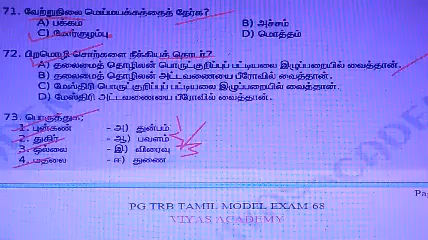 71. வேற்றுநிலை மெய்மயக்கத்தைத் தேர்க?
A) பக்கம் B) அச்சம்
C) மோர்குழம்பு D) மொத்தம்
72. பிறமொழி சொற்களை நீக்கியத் தொடர்?
A) தலைமைத் தொழிலன் பொருட்குறிப்புப் பட்டியலை இழுப்பறையில் வைத்தான்.
B) தலைமைத் தொழிலன் அட்டவணையை பீரோவில் வைத்தான்.
C) மேஸ்திரி பொருட்குறிப்புப் பட்டியலை இழுப்பறையில் வைத்தான்.
D) மேஸ்திரி அட்டவணையை பீரோவில் வைத்தான்.
73. பொருத்துக:
1. புன்கண் - அ) துன்பம்
2. துகிர் - ஆ) பவளம்
3. ஒல்லை - இ) விரைவு
4. மதலை - ஈ) துணை
PG TRB TAMIL MODEL EXAM 68
VIYAS ACADEMY